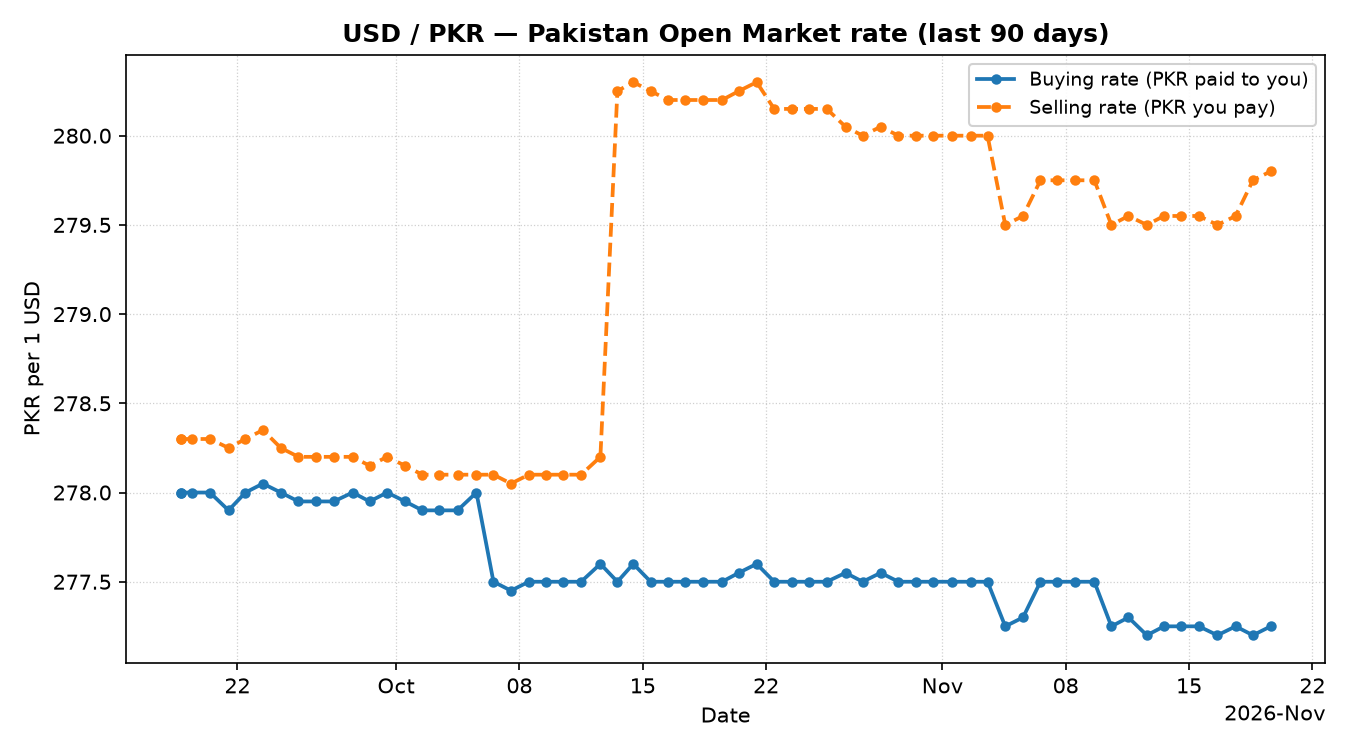 USD / PKR — Pakistan Open Market rate (last 90 days)
Buying rate (PKR paid to you)
Selling rate (PKR you pay)
PKR per 1 USD
280.0
279.5
279.0
278.5
278.0
277.5
22
Oct
08
15
22
Nov
08
15
22
Date
2026-Nov